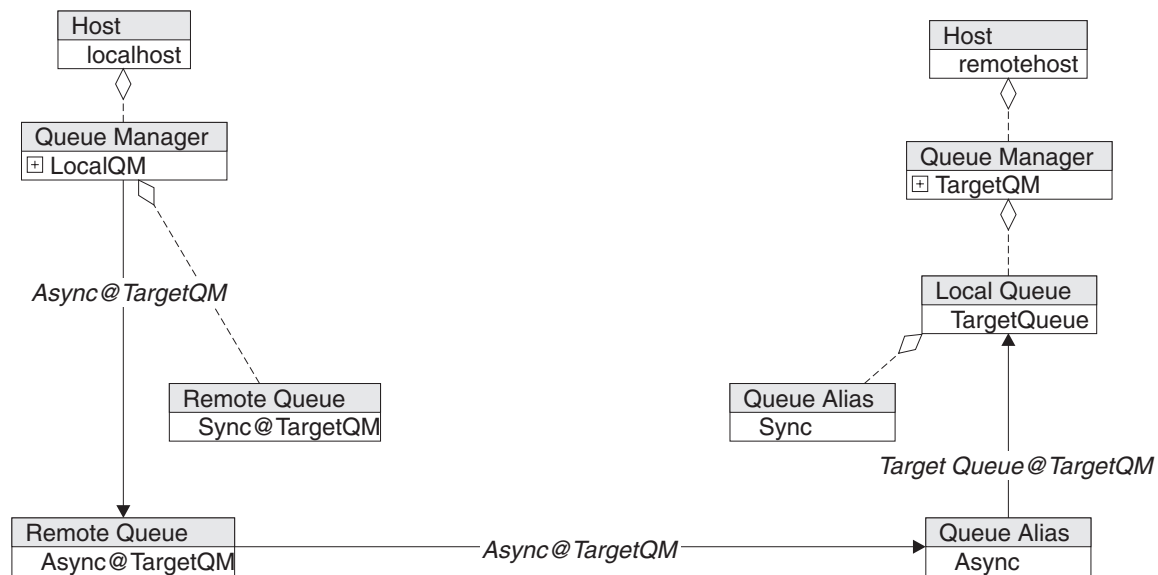 Host
localhost
Queue Manager
+ LocalQM
Async@TargetQM
Remote Queue
Sync@TargetQM
Remote Queue
Async@TargetQM
Async@TargetQM
Host
remotehost
Queue Manager
+ TargetQM
Local Queue
TargetQueue
Queue Alias
Sync
Target Queue@TargetQM
Queue Alias
Async